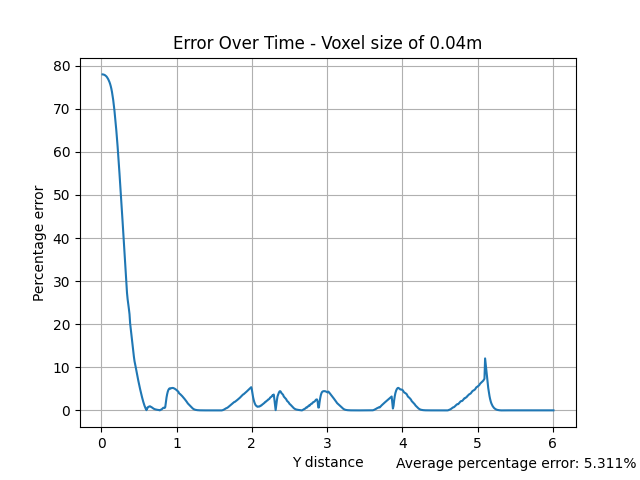 Error Over Time - Voxel size of 0.04m
80
70
60
50
40
30
20
10
0
Percentage error
0 1 2 3 4 5 6
Y distance
Average percentage error: 5.311%